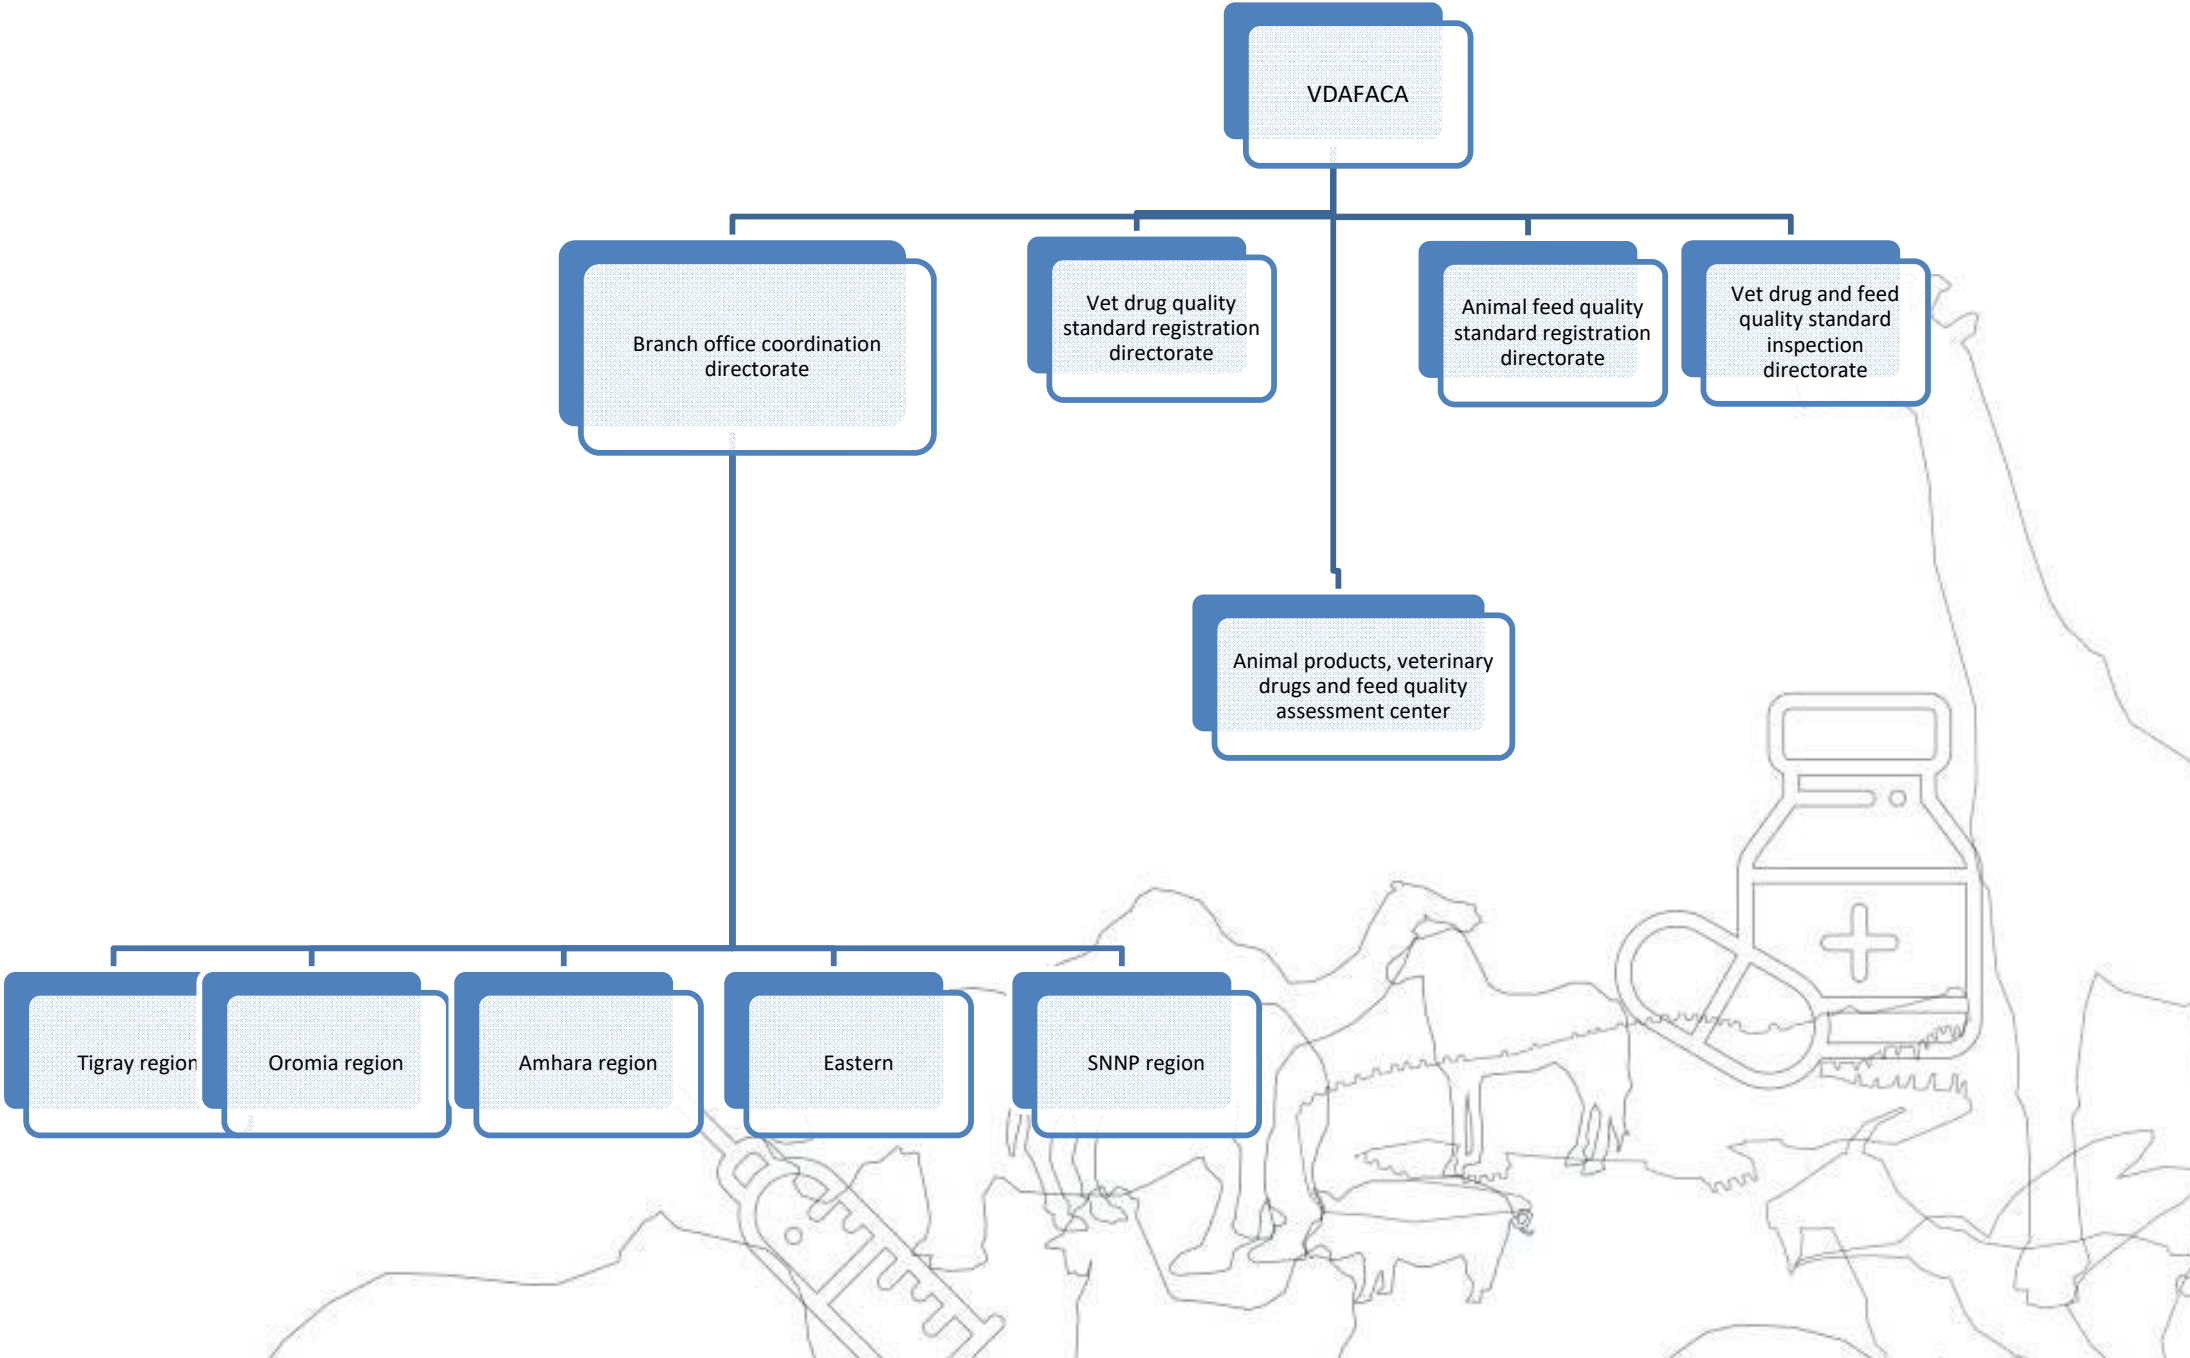 VDAFACA
Branch office coordination
directorate
Vet drug quality
standard registration
directorate
Animal feed quality
standard registration
directorate
Vet drug and feed
quality standard
inspection
directorate
Animal products, veterinary
drugs and feed quality
assessment center
Tigray region
Oromia region
Amhara region
Eastern
SNNP region